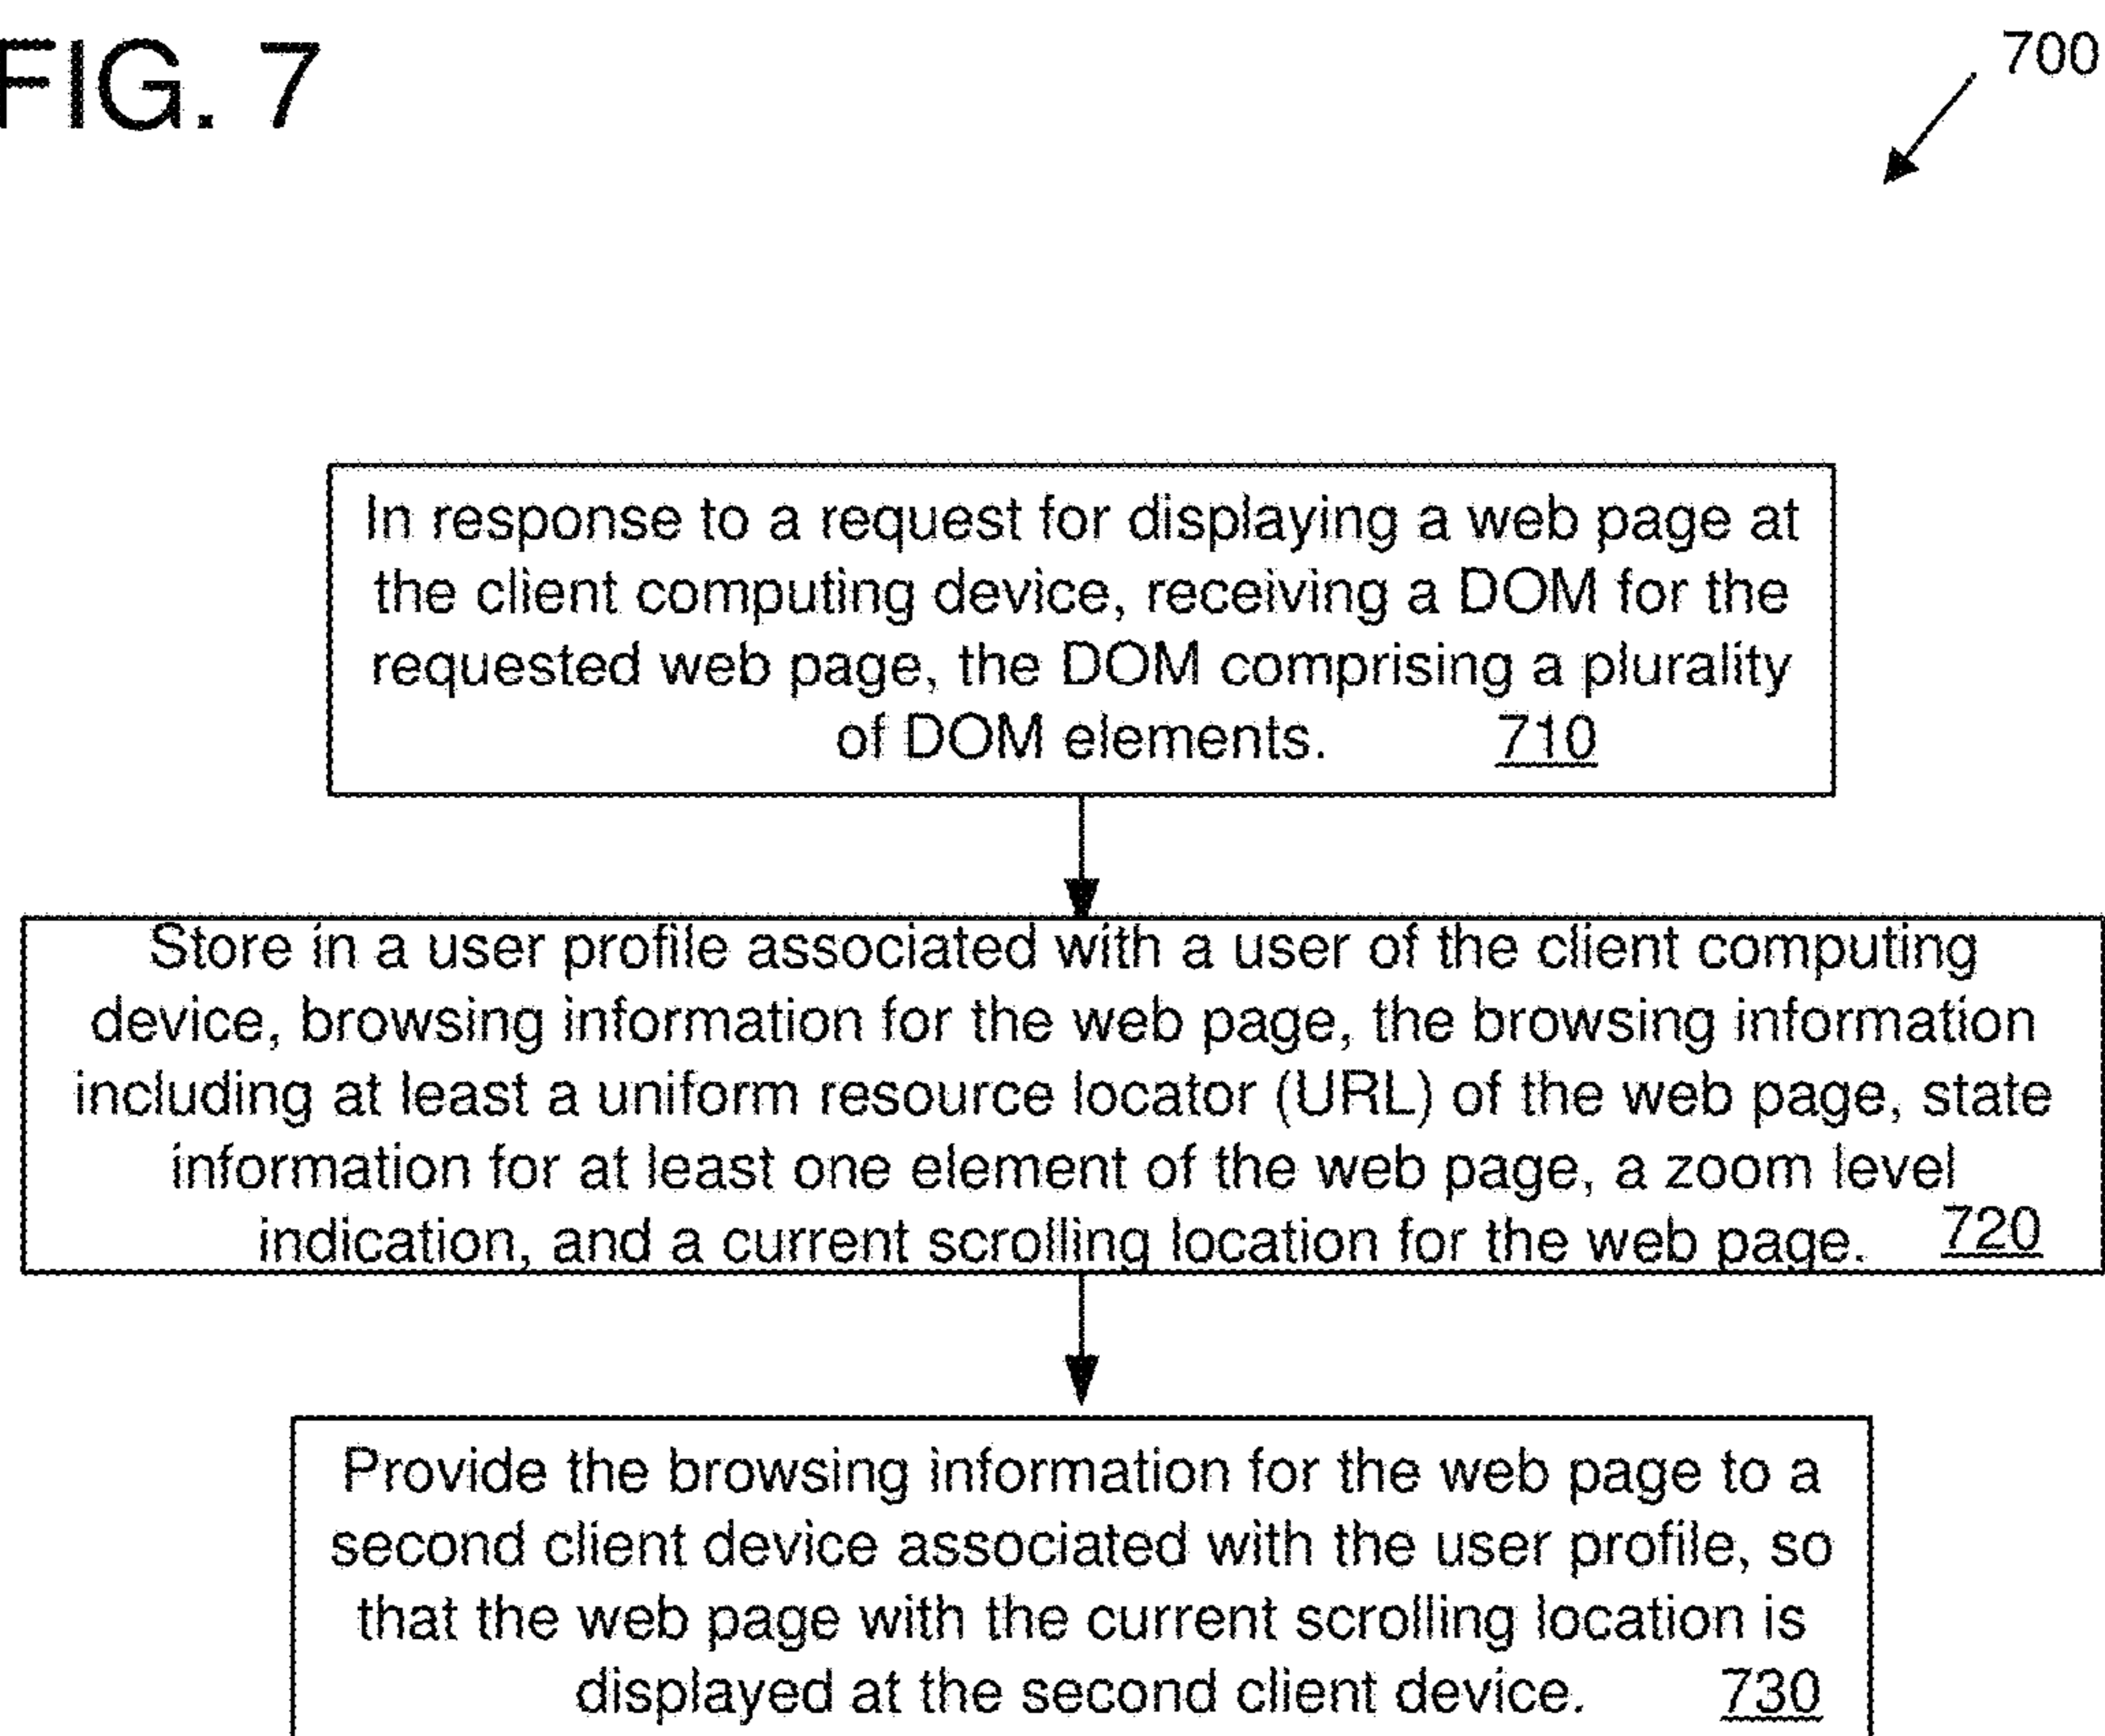 FIG. 7
700
In response to a request for displaying a web page at
the client computing device, receiving a DOM for the
requested web page, the DOM comprising a plurality
of DOM elements. 710
Store in a user profile associated with a user of the client computing
device, browsing information for the web page, the browsing information
including at least a uniform resource locator (URL) of the web page, state
information for at least one element of the web page, a zoom level
indication, and a current scrolling location for the web page. 720
Provide the browsing information for the web page to a
second client device associated with the user profile, so
that the web page with the current scrolling location is
displayed at the second client device. 730